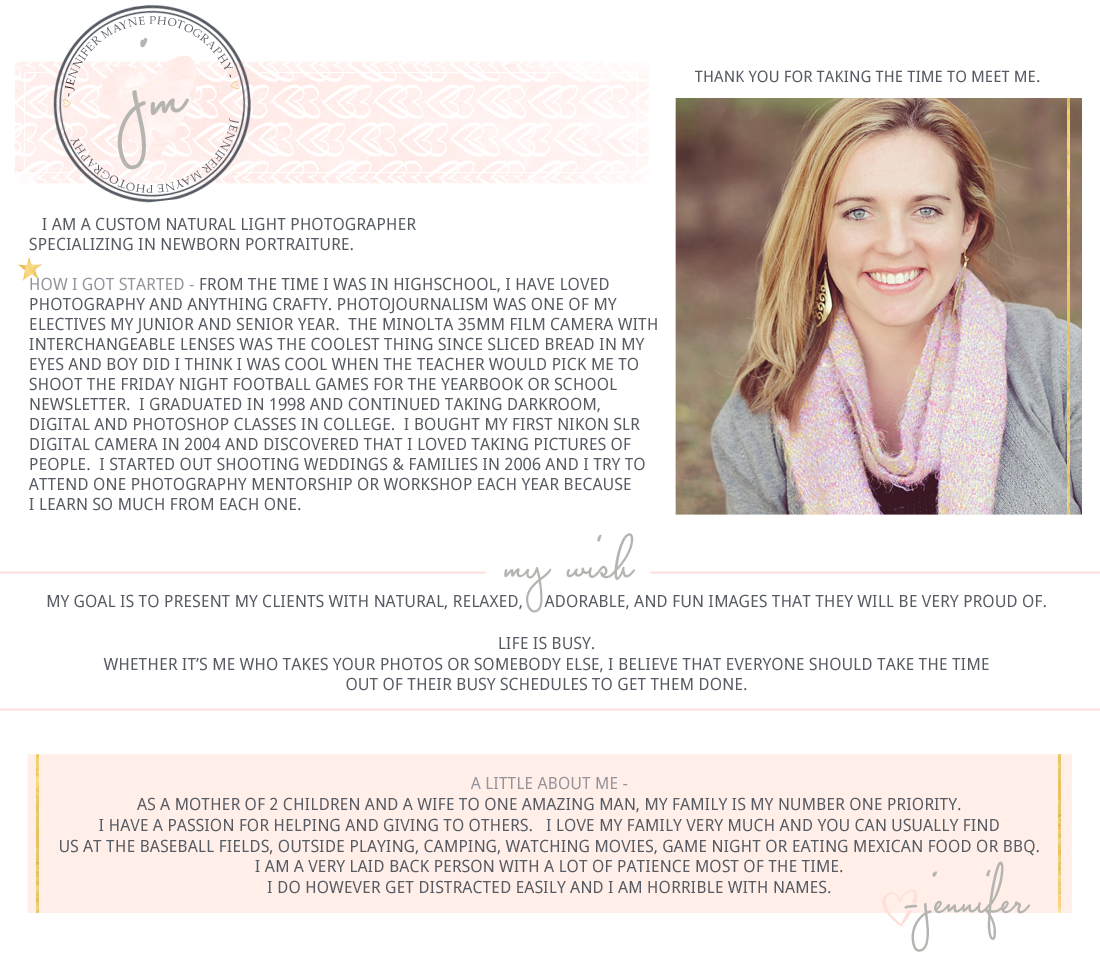 - JENNIFER MAYNE PHOTOGRAPHY -
jm
JENNIFER MAYNE PHOTOGRAPHY
THANK YOU FOR TAKING THE TIME TO MEET ME.
I AM A CUSTOM NATURAL LIGHT PHOTOGRAPHER
SPECIALIZING IN NEWBORN PORTRAITURE.
HOW I GOT STARTED - FROM THE TIME I WAS IN HIGHSCHOOL, I HAVE LOVED
PHOTOGRAPHY AND ANYTHING CRAFTY. PHOTOJOURNALISM WAS ONE OF MY
ELECTIVES MY JUNIOR AND SENIOR YEAR. THE MINOLTA 35MM FILM CAMERA WITH
INTERCHANGEABLE LENSES WAS THE COOLEST THING SINCE SLICED BREAD IN MY
EYES AND BOY DID I THINK I WAS COOL WHEN THE TEACHER WOULD PICK ME TO
SHOOT THE FRIDAY NIGHT FOOTBALL GAMES FOR THE YEARBOOK OR SCHOOL
NEWSLETTER. I GRADUATED IN 1998 AND CONTINUED TAKING DARKROOM,
DIGITAL AND PHOTOSHOP CLASSES IN COLLEGE. I BOUGHT MY FIRST NIKON SLR
DIGITAL CAMERA IN 2004 AND DISCOVERED THAT I LOVED TAKING PICTURES OF
PEOPLE. I STARTED OUT SHOOTING WEDDINGS & FAMILIES IN 2006 AND I TRY TO
ATTEND ONE PHOTOGRAPHY MENTORSHIP OR WORKSHOP EACH YEAR BECAUSE
I LEARN SO MUCH FROM EACH ONE.
my wish
MY GOAL IS TO PRESENT MY CLIENTS WITH NATURAL, RELAXED, ADORABLE, AND FUN IMAGES THAT THEY WILL BE VERY PROUD OF.
LIFE IS BUSY.
WHETHER IT'S ME WHO TAKES YOUR PHOTOS OR SOMEBODY ELSE, I BELIEVE THAT EVERYONE SHOULD TAKE THE TIME
OUT OF THEIR BUSY SCHEDULES TO GET THEM DONE.
A LITTLE ABOUT ME -
AS A MOTHER OF 2 CHILDREN AND A WIFE TO ONE AMAZING MAN, MY FAMILY IS MY NUMBER ONE PRIORITY.
I HAVE A PASSION FOR HELPING AND GIVING TO OTHERS. I LOVE MY FAMILY VERY MUCH AND YOU CAN USUALLY FIND
US AT THE BASEBALL FIELDS, OUTSIDE PLAYING, CAMPING, WATCHING MOVIES, GAME NIGHT OR EATING MEXICAN FOOD OR BBQ.
I AM A VERY LAID BACK PERSON WITH A LOT OF PATIENCE MOST OF THE TIME.
I DO HOWEVER GET DISTRACTED EASILY AND I AM HORRIBLE WITH NAMES.
-jennifer